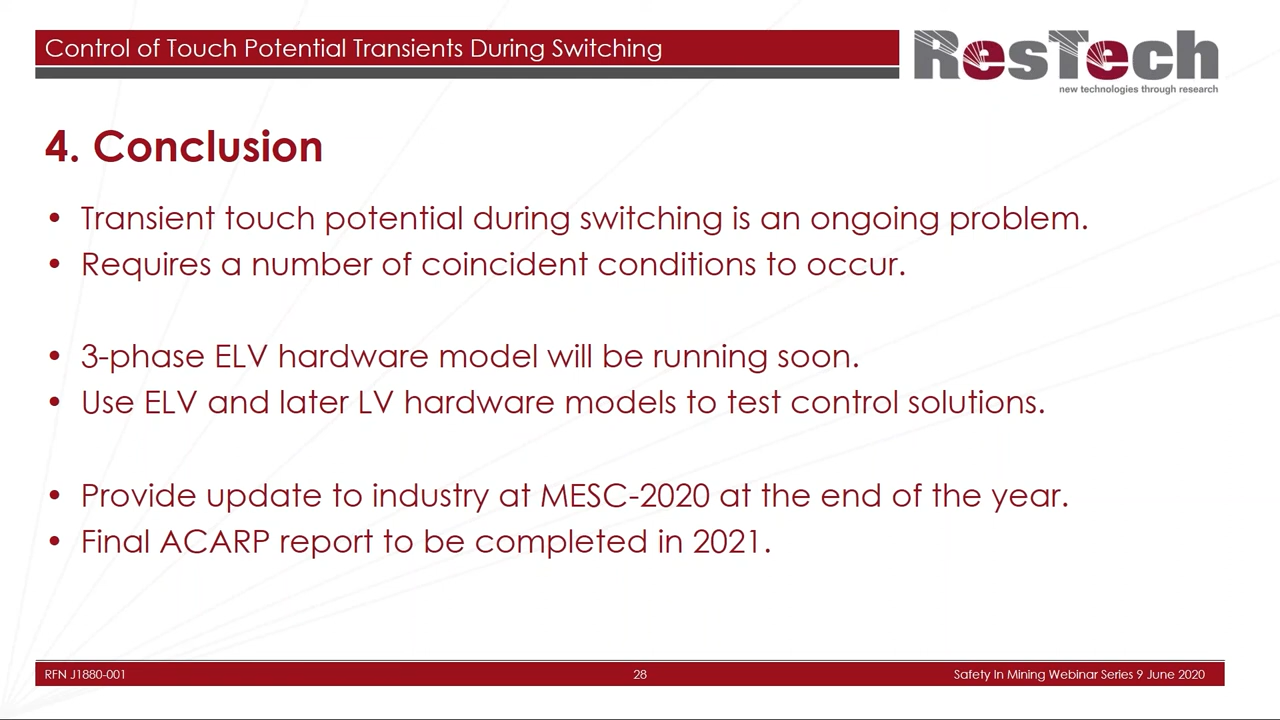 Control of Touch Potential Transients During Switching
ResTech
new technologies through research
4. Conclusion
• Transient touch potential during switching is an ongoing problem.
• Requires a number of coincident conditions to occur.
• 3-phase ELV hardware model will be running soon.
• Use ELV and later LV hardware models to test control solutions.
• Provide update to industry at MESC-2020 at the end of the year.
• Final ACARP report to be completed in 2021.
RFN J1880-001
28
Safety In Mining Webinar Series 9 June 2020